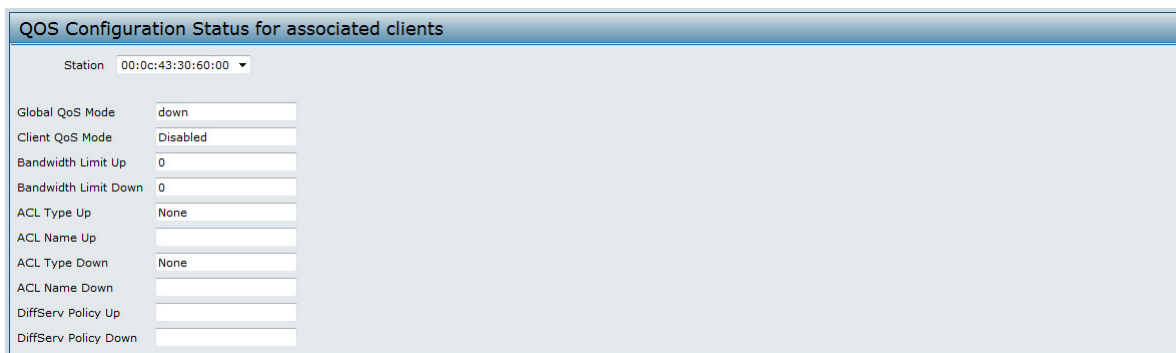 QOS Configuration Status for associated clients
Station 00:0c:43:30:60:00
Global QoS Mode down
Client QoS Mode Disabled
Bandwidth Limit Up 0
Bandwidth Limit Down 0
ACL Type Up None
ACL Name Up
ACL Type Down None
ACL Name Down
DiffServ Policy Up
DiffServ Policy Down